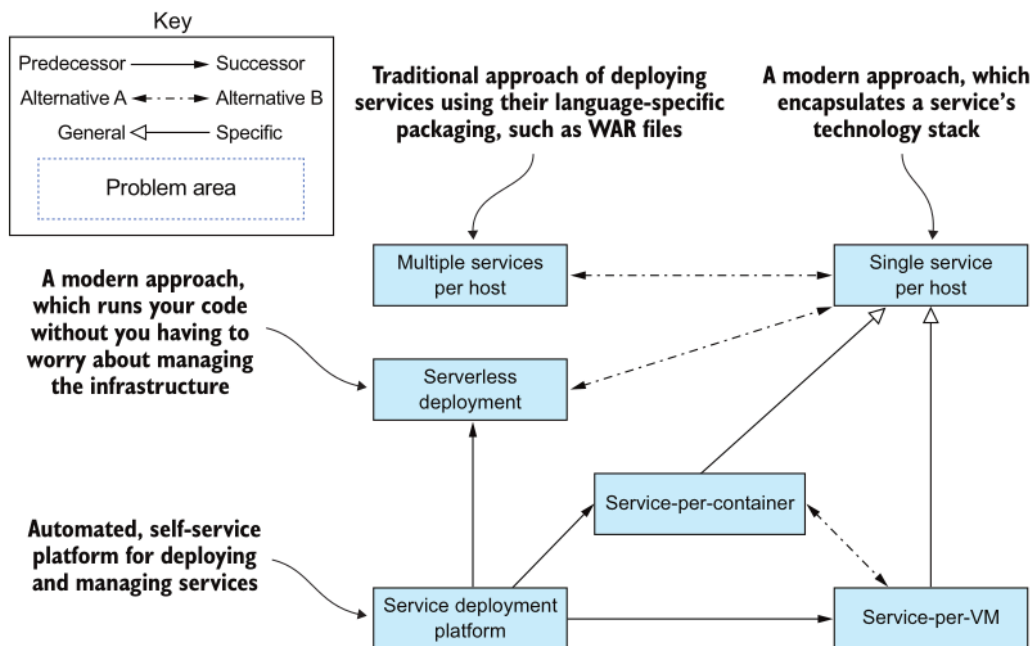 Key
Predecessor
Successor
Alternative A
Alternative B
General
Specific
Problem area
Traditional approach of deploying
services using their language-specific
packaging, such as WAR files
A modern approach, which
encapsulates a service's
technology stack
Multiple services
per host
Single service
per host
A modern approach,
which runs your code
without you having to
worry about managing
the infrastructure
Serverless
deployment
Service-per-container
Automated, self-service
platform for deploying
and managing services
Service deployment
platform
Service-per-VM